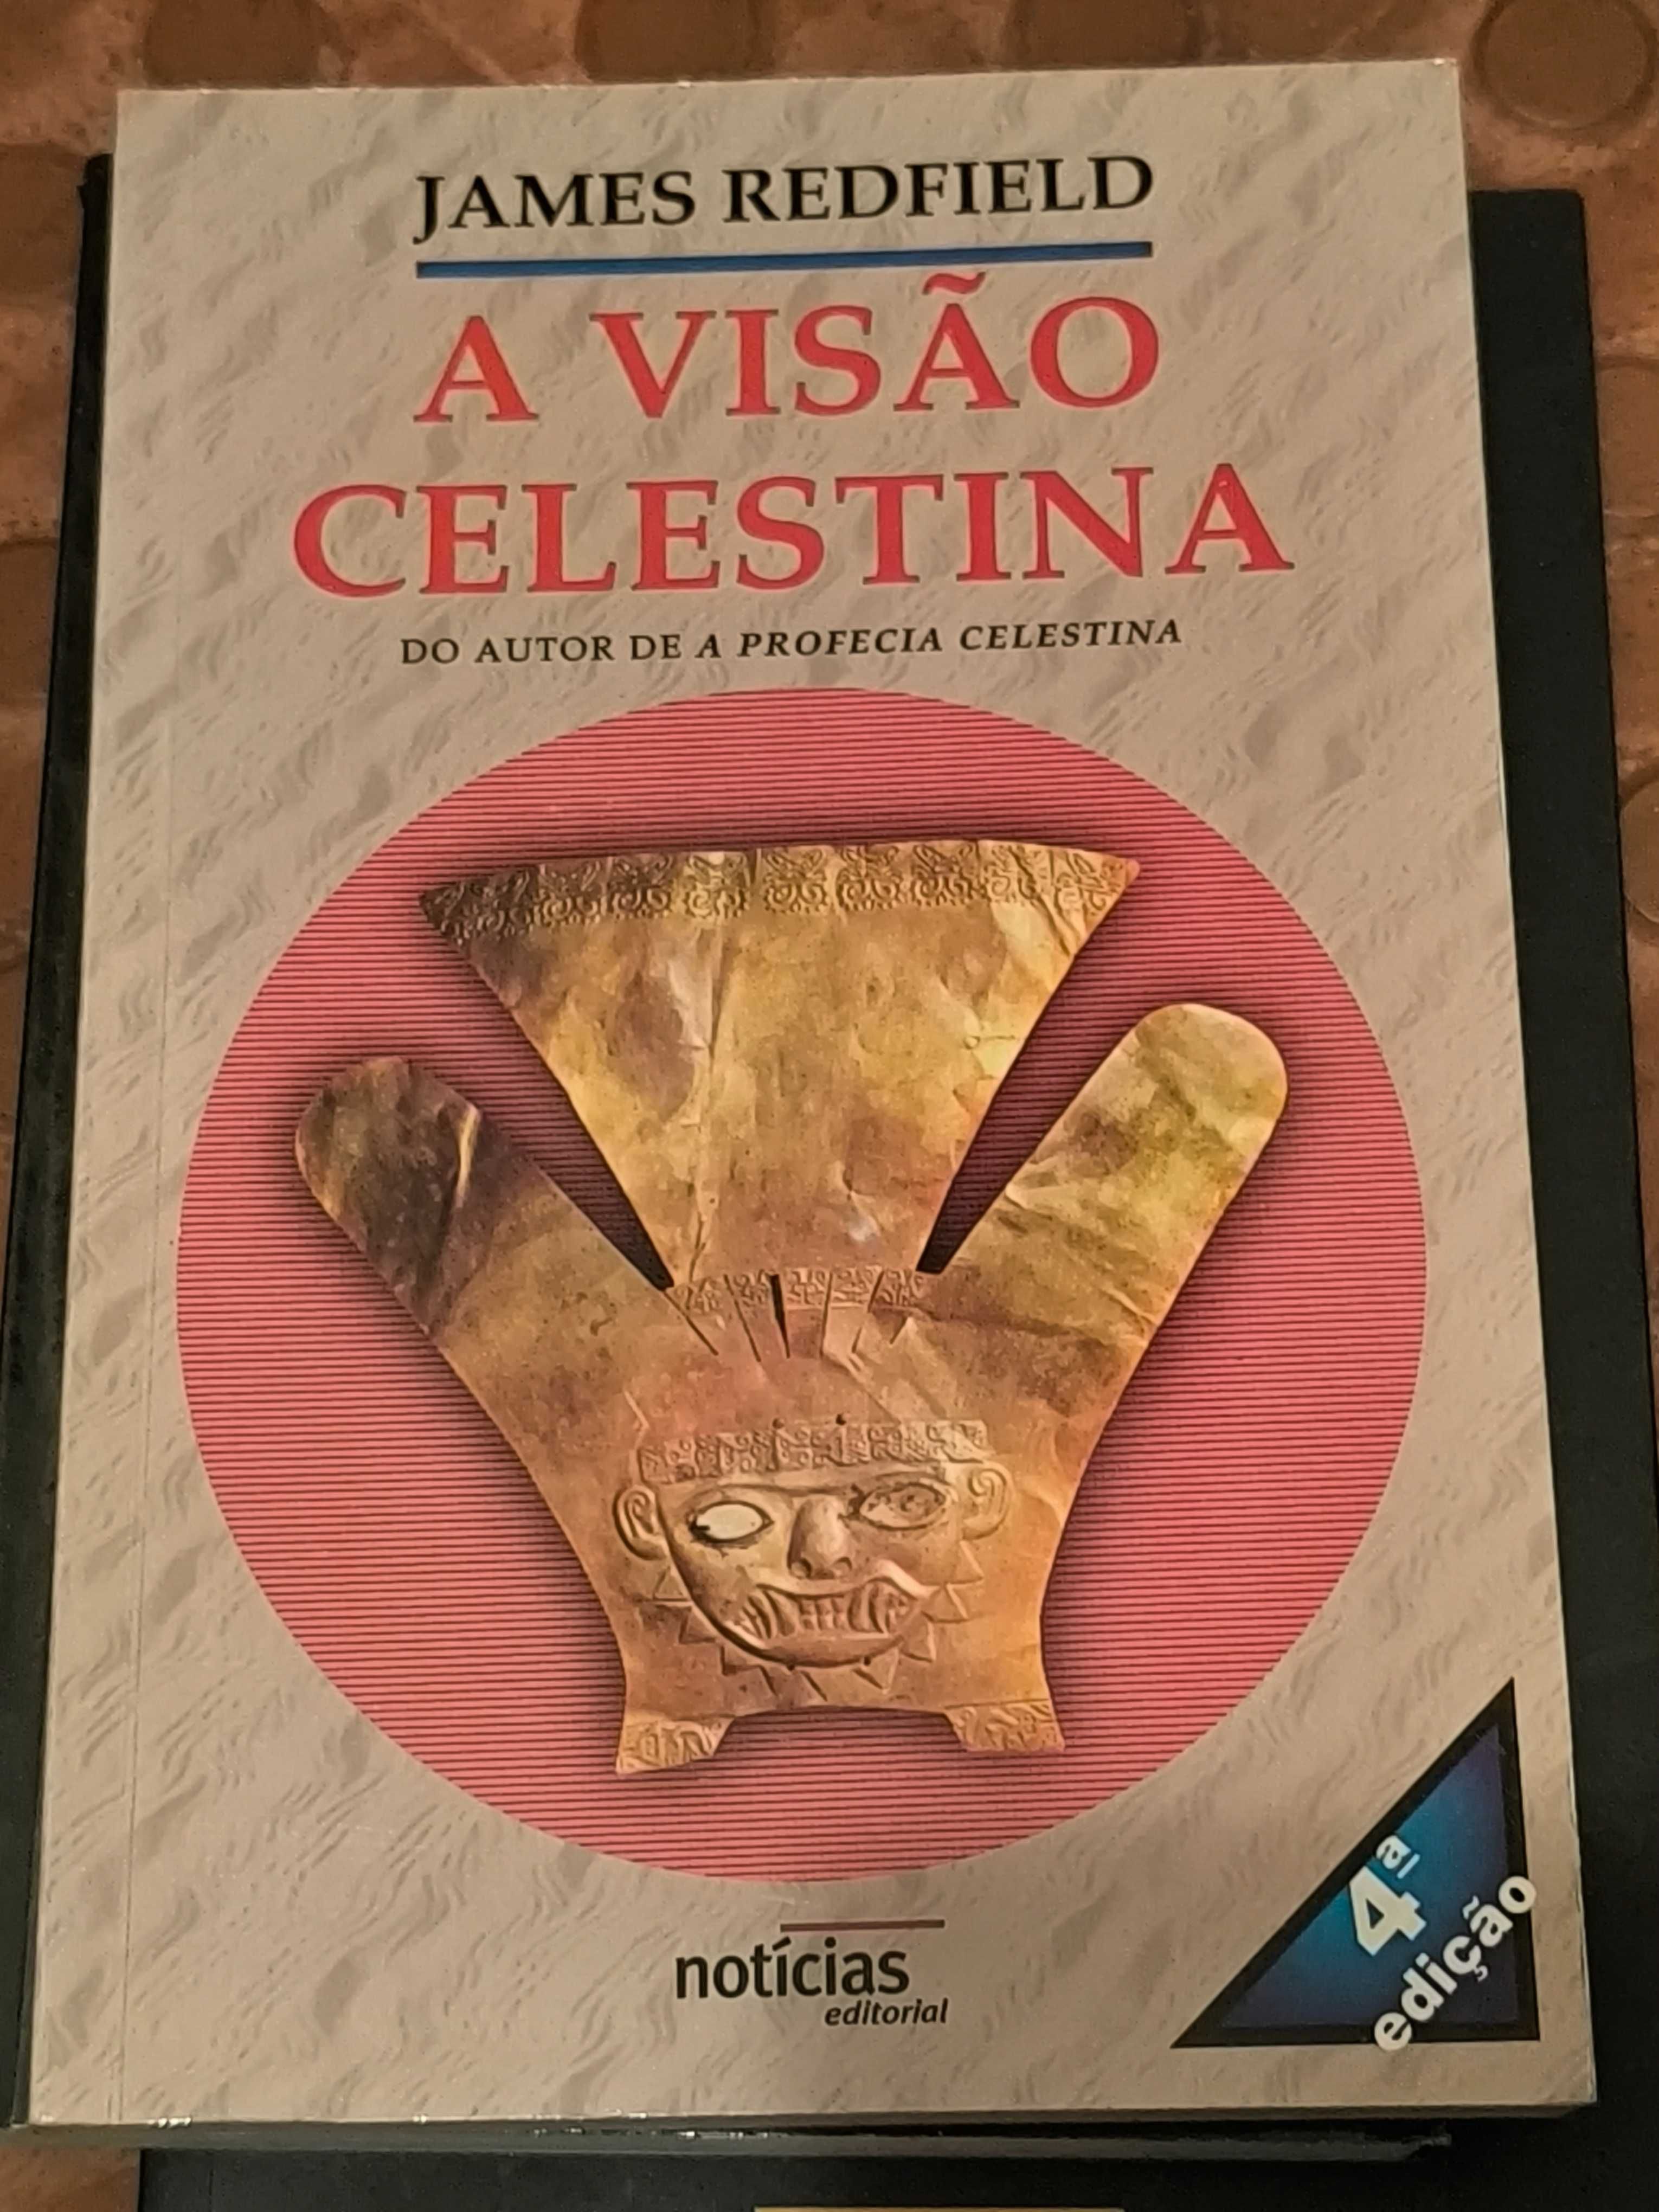 JAMES REDFIELD
A VISÃO
CELESTINA
DO AUTOR DE A PROFECIA CELESTINA
notícias
editorial
4ª
edição